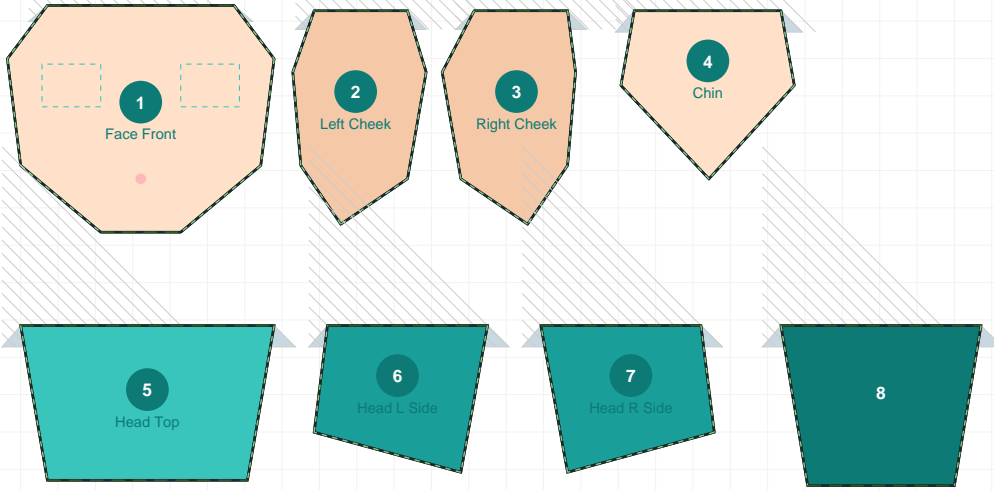 1
Face Front
2
Left Cheek
3
Right Cheek
4
Chin
5
Head Top
6
Head L Side
7
Head R Side
8